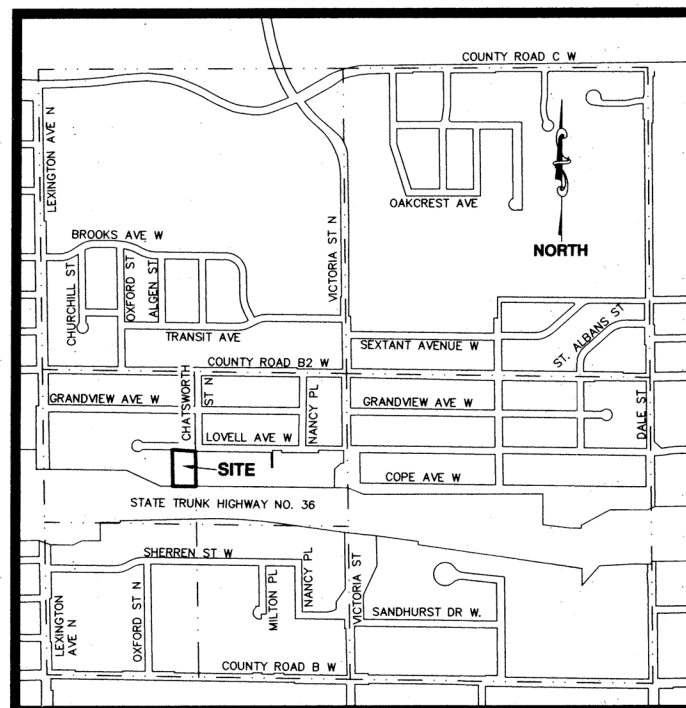 COUNTY ROAD C W
LEXINGTON AVE N
OAKCREST AVE
NORTH
BROOKS AVE W
VICTORIA ST N
CHURCHILL ST
OXFORD ST
ALGEN ST
TRANSIT AVE
SEXTANT AVENUE W
ST. ALBANS ST
COUNTY ROAD B2 W
CHATSWORTH
ST N
GRANDVIEW AVE W
NANCY PL
GRANDVIEW AVE W
DALE ST
LOVELL AVE W
SITE
COPE AVE W
STATE TRUNK HIGHWAY NO. 36
SHERREN ST W
NANCY PL
VICTORIA ST
LEXINGTON
AVE N
OXFORD ST N
MILTON PL
SANDHURST DR W.
COUNTY ROAD B W